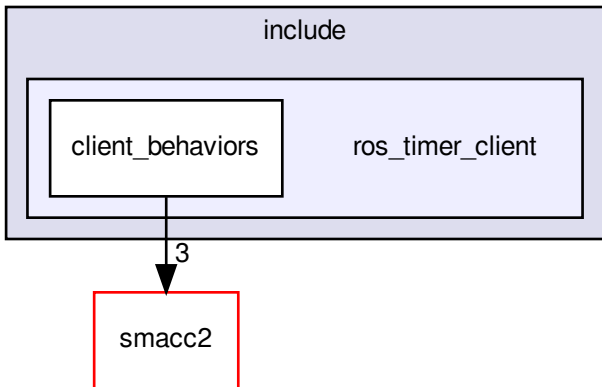 include
client_behaviors
ros_timer_client
3
smacc2